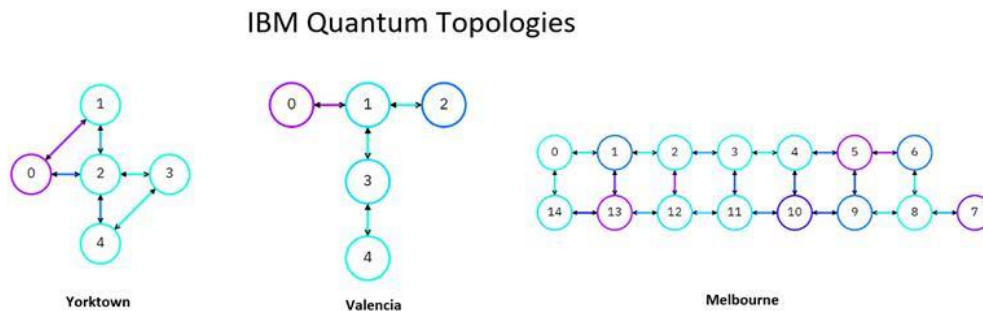 IBM Quantum Topologies
1
0 2 3
4
Yorktown
0 1 2
3
4
Valencia
0 1 2 3 4 5 6
14 13 12 11 10 9 8 7
Melbourne